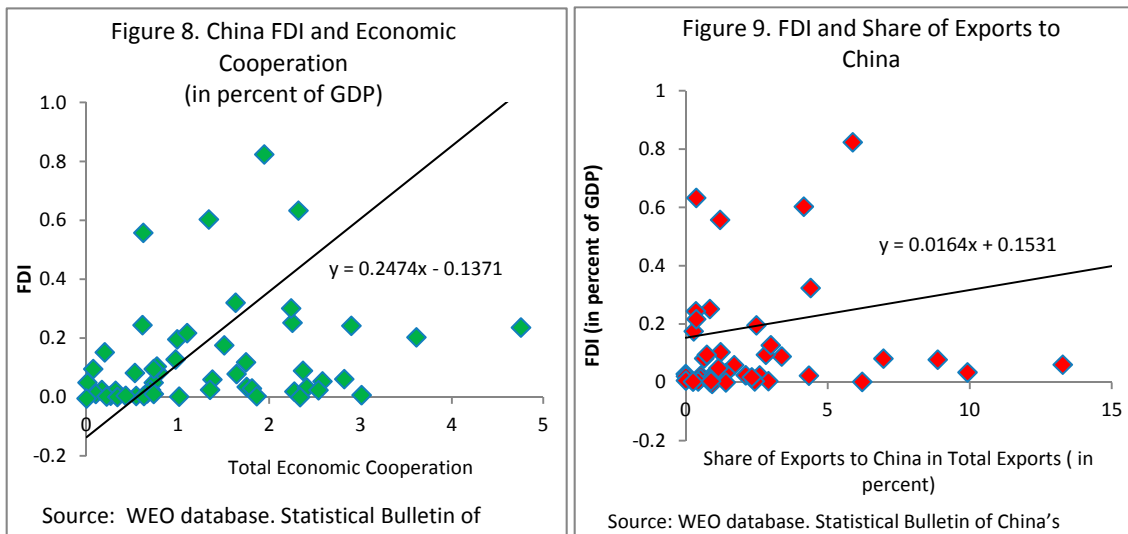 Figure 8. China FDI and Economic
Cooperation
(in percent of GDP)
1.0
0.8
0.6
0.4
0.2
0.0
-0.2
FDI
y = 0.2474x - 0.1371
0
1
2
3
4
5
Total Economic Cooperation
Source: WEO database. Statistical Bulletin of
Figure 9. FDI and Share of Exports to
China
1
0.8
0.6
0.4
0.2
0
-0.2
FDI (in percent of GDP)
y = 0.0164x + 0.1531
0
5
10
15
Share of Exports to China in Total Exports ( in
percent)
Source: WEO database. Statistical Bulletin of China’s